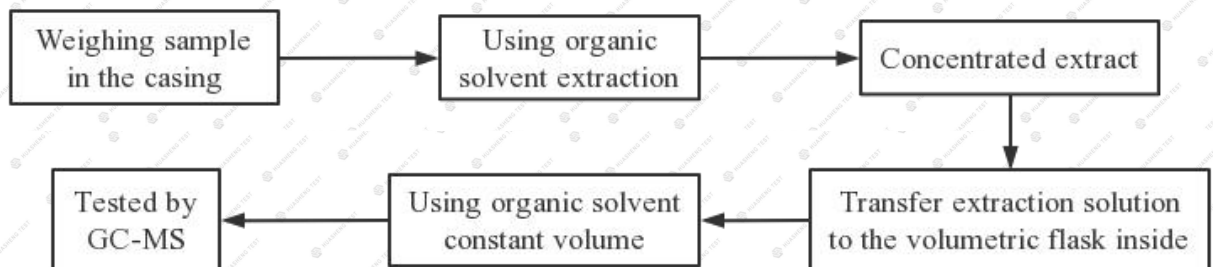 Weighing sample
in the casing
Using organic
solvent extraction
Concentrated extract
Transfer extraction solution
to the volumetric flask inside
Using organic solvent
constant volume
Tested by
GC-MS